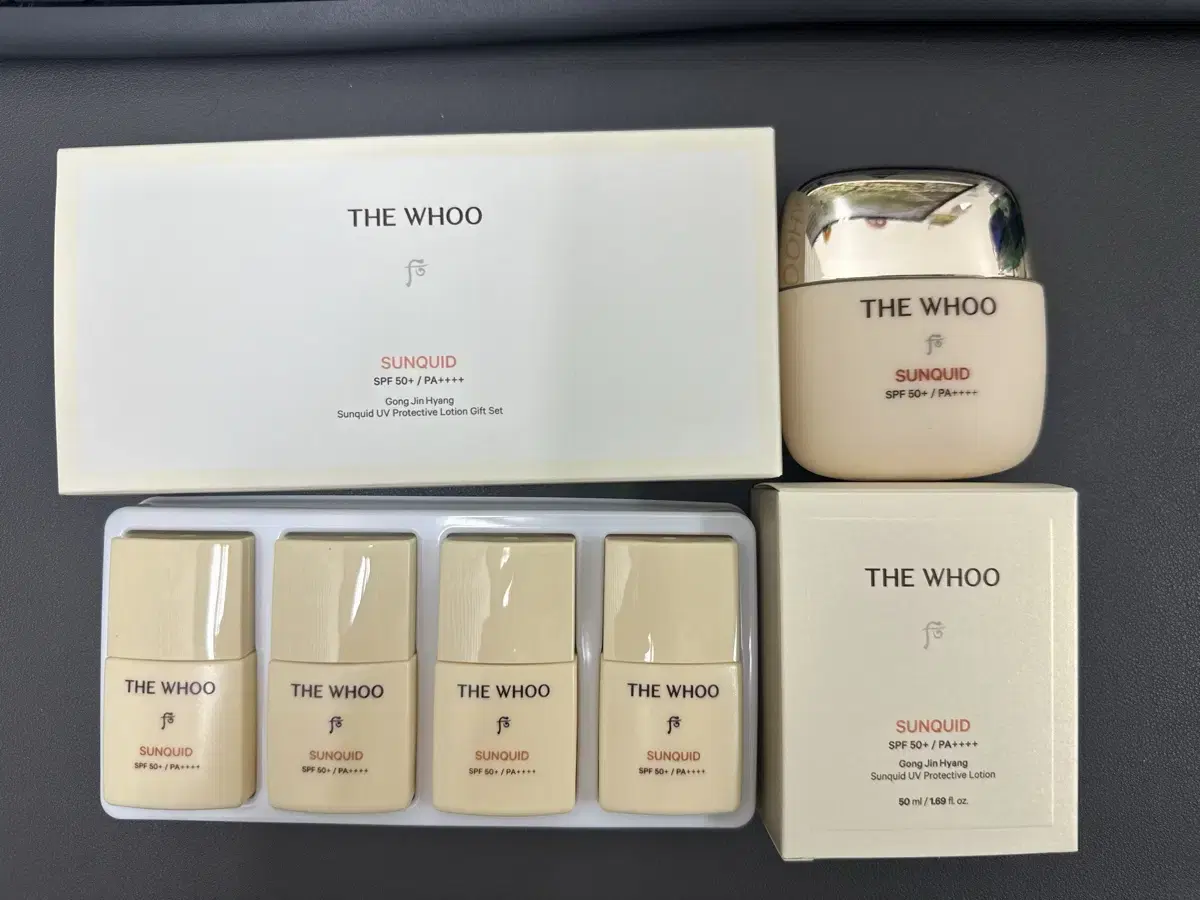 THE WHOO
SUNQUID
SPF 50+ / PA++++
Gong Jin Hyang
Sunquid UV Protective Lotion Gift Set
THE WHOO
SUNQUID
SPF 50+ / PA++++
THE WHOO
SUNQUID
SPF 50+ / PA++++
THE WHOO
SUNQUID
SPF 50+ / PA++++
THE WHOO
SUNQUID
SPF 50+ / PA++++
THE WHOO
SUNQUID
SPF 50+ / PA++++
THE WHOO
SUNQUID
SPF 50+ / PA++++
Gong Jin Hyang
Sunquid UV Protective Lotion
50 ml / 1.69 fl. oz.